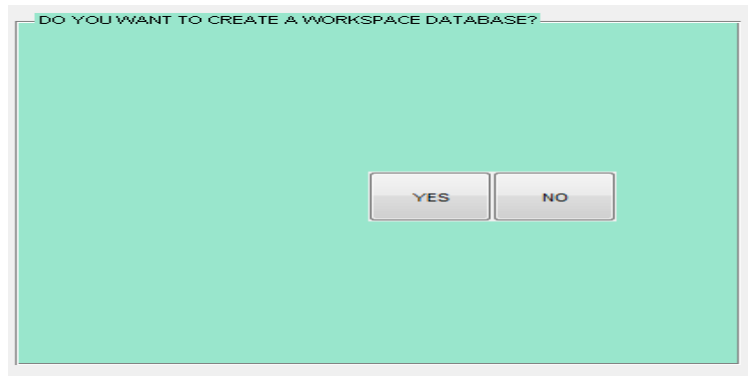 DO YOU WANT TO CREATE A WORKSPACE DATABASE?
YES NO